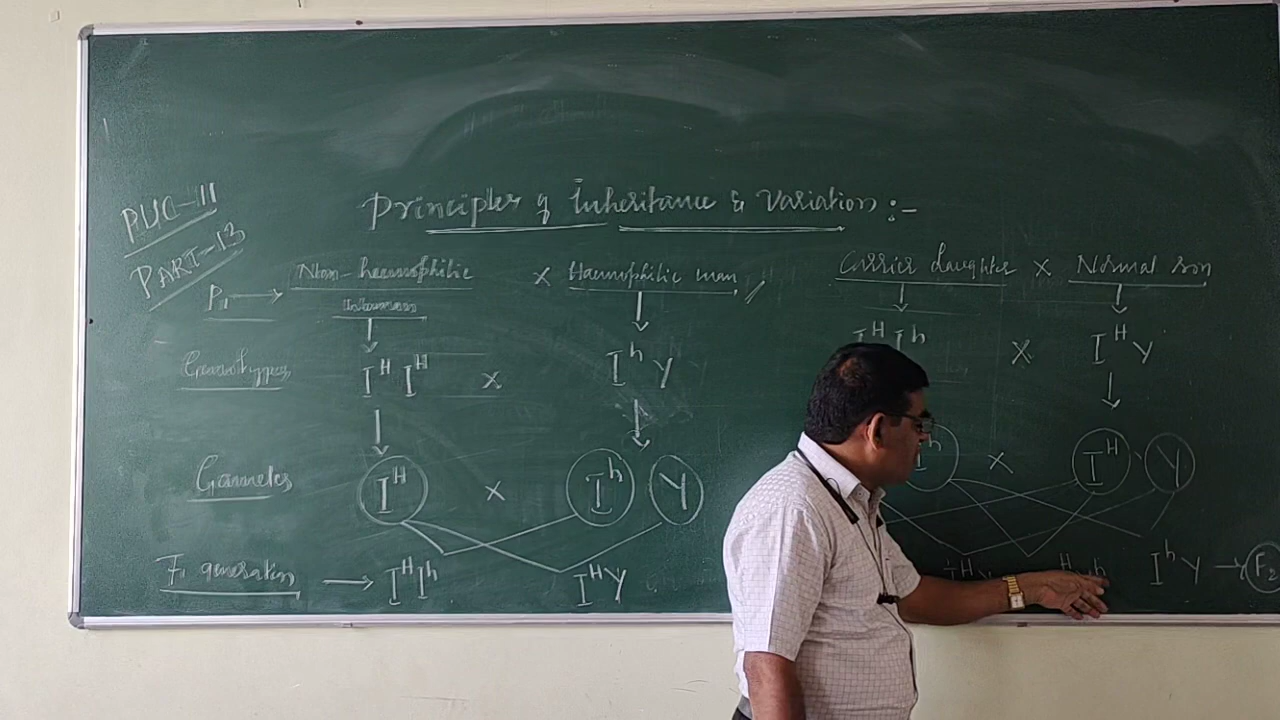 PUC-II
PART-13
Principles of Inheritance & Variation :-
P₁ → Non-haemophilic woman × Haemophilic man,
Genotypes I^H I^H × I^h Y
Gametes I^H × I^h Y
F₁ generation → I^H I^h I^H Y
Carrier daughter × Normal son
I^H I^h × I^H Y
I^h × I^H Y
I^H Y I^h Y → F₂